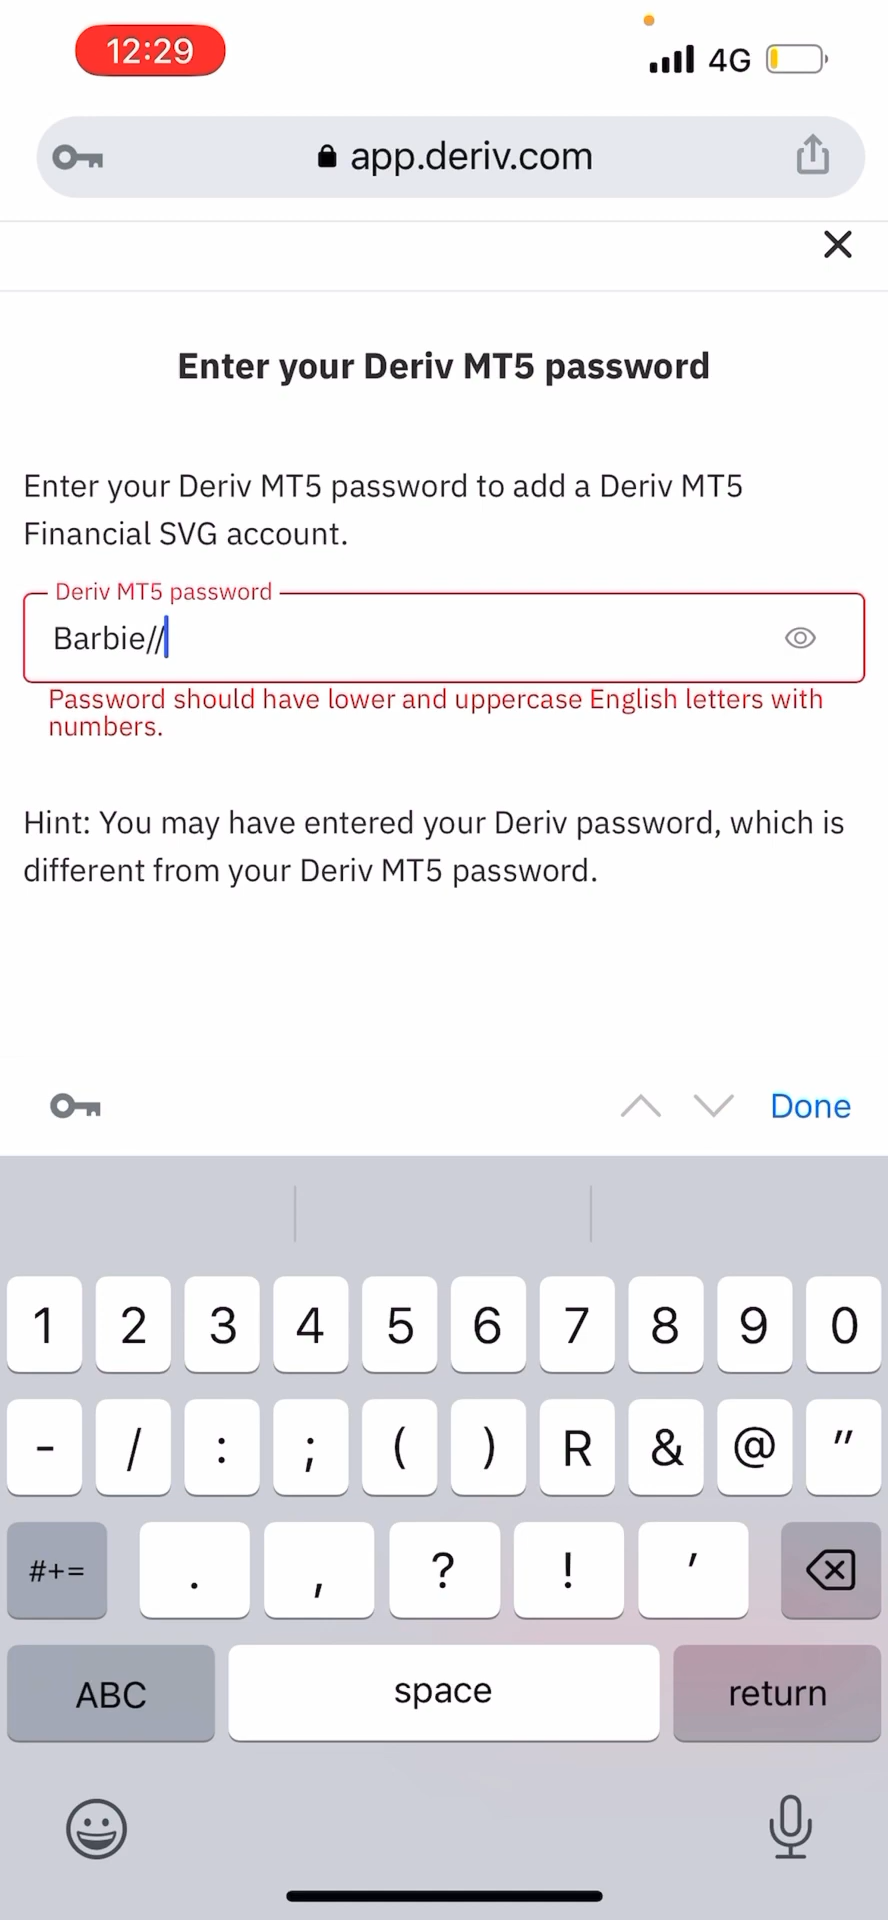 12:29
4G
app.deriv.com
Enter your Deriv MT5 password
Enter your Deriv MT5 password to add a Deriv MT5
Financial SVG account.
Deriv MT5 password
Barbie//
Password should have lower and uppercase English letters with
numbers.
Hint: You may have entered your Deriv password, which is
different from your Deriv MT5 password.
Done
1 2 3 4 5 6 7 8 9 0
- / : ; ( ) R & @ "
#+= . , ? ! '
ABC space return